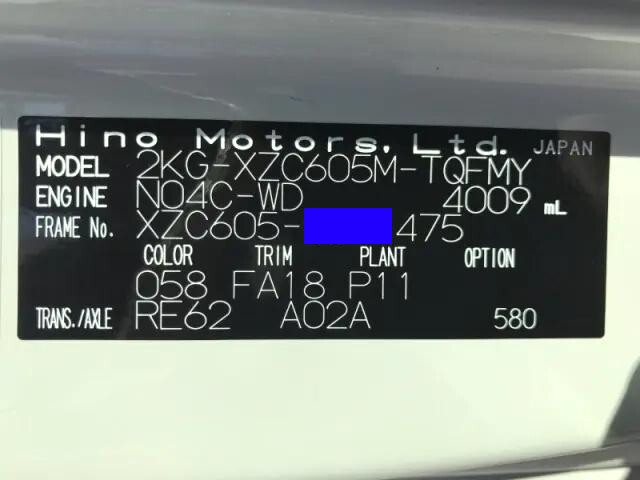 Hino Motors, Ltd. JAPAN
MODEL 2KG-XZC605M-TQFMY
ENGINE N04C-WD 4009 mL
FRAME No. XZC605- 475
COLOR TRIM PLANT OPTION
058 FA18 P11
TRANS./AXLE RE62 A02A 580